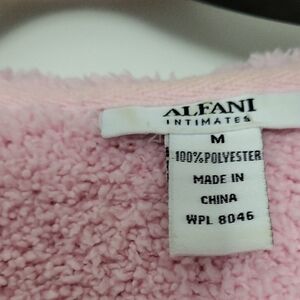 ALFANI
INTIMATES
M
100%POLYESTER
MADE IN
CHINA
WPL 8046